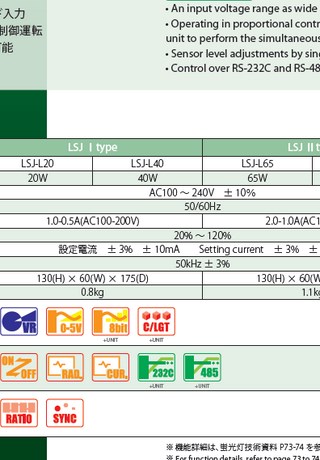 ド入力
制御運転
可能
• An input voltage range as wide
• Operating in proportional contr
unit to perform the simultaneous
• Sensor level adjustments by sin
• Control over RS-232C and RS-48
LSJ I type LSJ II t
LSJ-L20 LSJ-L40 LSJ-L65
20W 40W 65W
AC100 ～ 240V ± 10%
50/60Hz
1.0-0.5A(AC100-200V) 2.0-1.0A(AC1
20% ～ 120%
設定電流 ± 3% ± 10mA Setting current ± 3% ±
50kHz ± 3%
130(H) × 60(W) × 175(D) 130(H) × 60(W
0.8kg 1.1k
VR 0-5V 8bit C/LGT
+UNIT +UNIT
ON OFF RAD. CUR. 232C 485
+UNIT +UNIT
RATIO SYNC
※ 機能詳細は、蛍光灯技術資料 P73-74 を参
※ For function details, refer to page 73 to 74